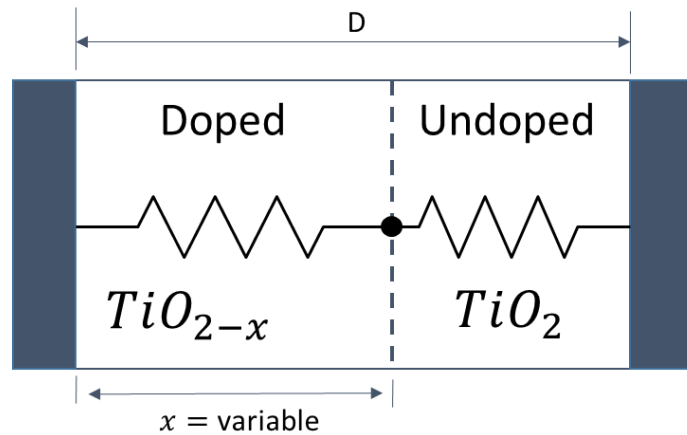 D
Doped
Undoped
TiO₂₋ₓ
TiO₂
x = variable